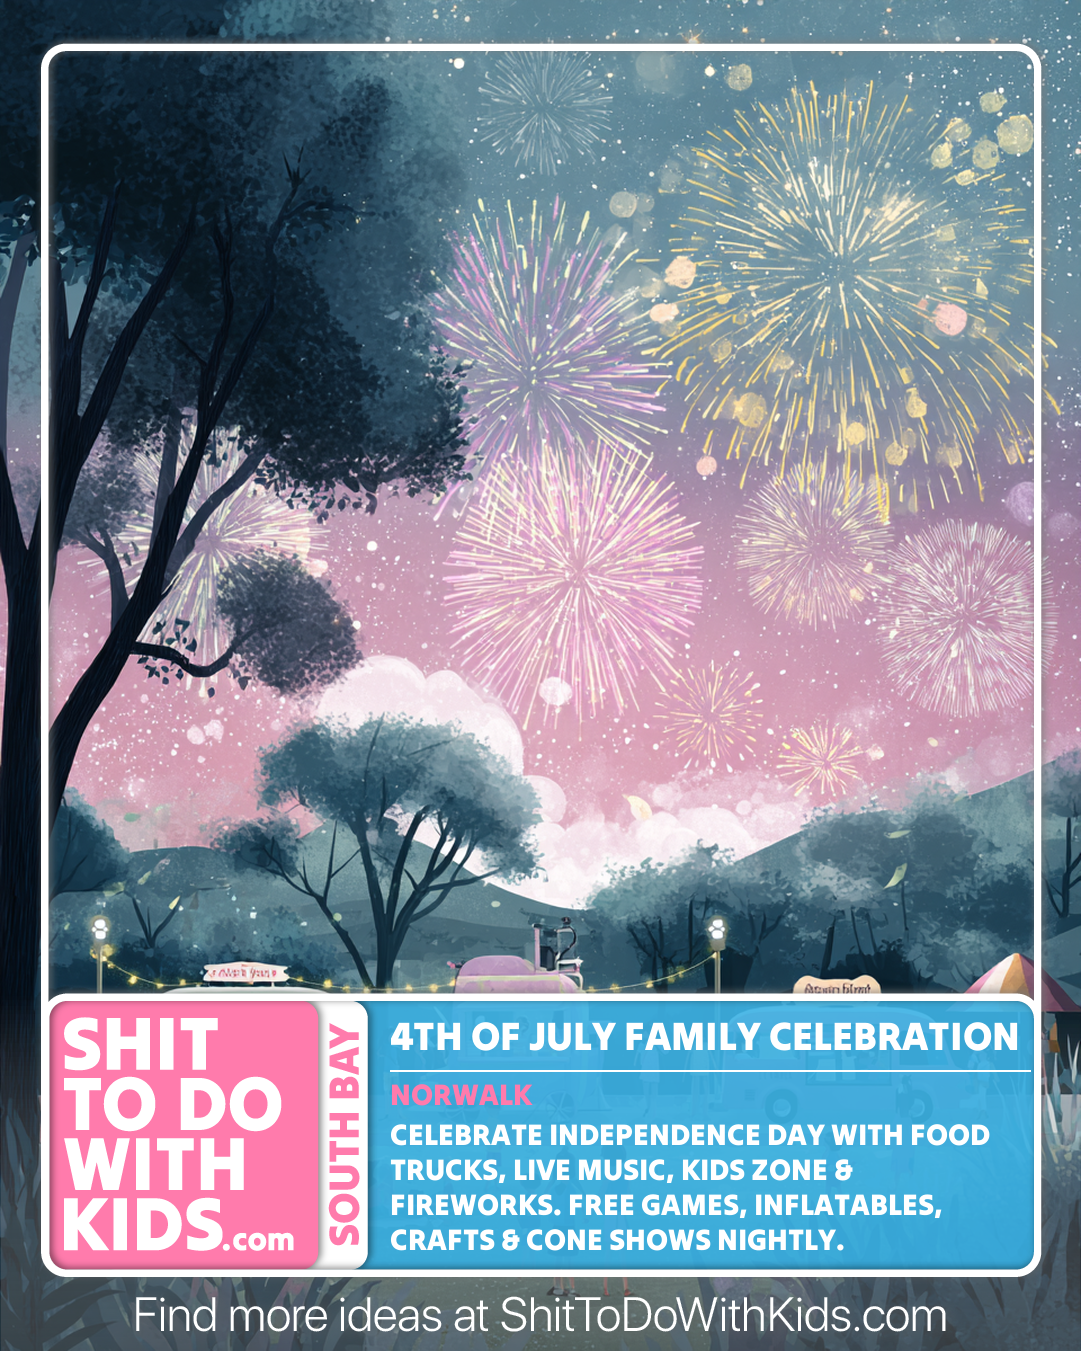 SHIT
TO DO
WITH
KIDS.com
SOUTH BAY
4TH OF JULY FAMILY CELEBRATION
NORWALK
CELEBRATE INDEPENDENCE DAY WITH FOOD
TRUCKS, LIVE MUSIC, KIDS ZONE &
FIREWORKS. FREE GAMES, INFLATABLES,
CRAFTS & CONE SHOWS NIGHTLY.
Find more ideas at ShitToDoWithKids.com